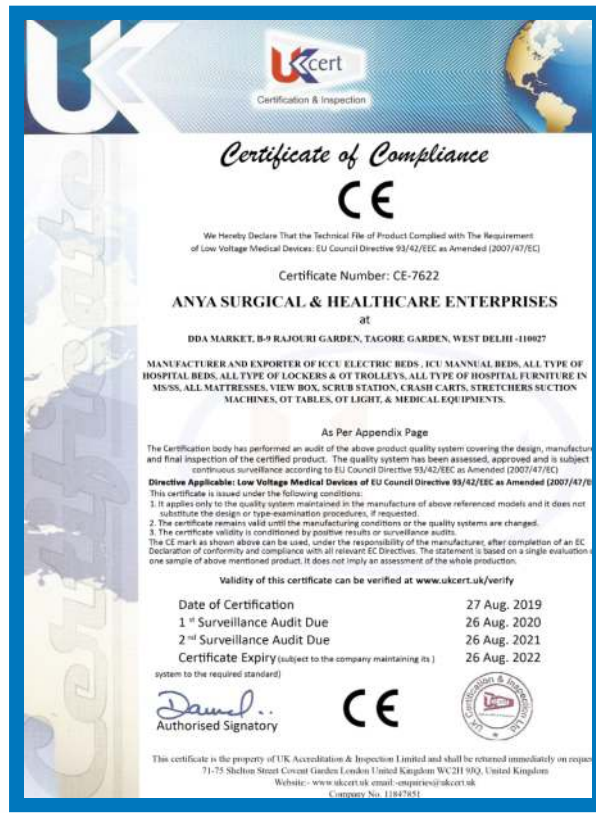 UKcert
Certification & Inspection
Certificate of Compliance
CE
We Hereby Declare That the Technical File of Product Complied with The Requirement
of Low Voltage Medical Devices: EU Council Directive 93/42/EEC as Amended (2007/47/EC)
Certificate Number: CE-7622
ANYA SURGICAL & HEALTHCARE ENTERPRISES
at
DDA MARKET, B-9 RAJOURI GARDEN, TAGORE GARDEN, WEST DELHI -110027
MANUFACTURER AND EXPORTER OF ICCU ELECTRIC BEDS , ICU MANNUAL BEDS, ALL TYPE OF
HOSPITAL BEDS, ALL TYPE OF LOCKERS & OT TROLLEYS, ALL TYPE OF HOSPITAL FURNITURE IN
MS/SS, ALL MATTRESSES, VIEW BOX, SCRUB STATION, CRASH CARTS, STRETCHERS SUCTION
MACHINES, OT TABLES, OT LIGHT, & MEDICAL EQUIPMENTS.
As Per Appendix Page
The Certification body has performed an audit of the above product quality system covering the design, manufacture
and final inspection of the certified product. The quality system has been assessed, approved and is subject
continuous surveillance according to EU Council Directive 93/42/EEC as Amended (2007/47/EC)
Directive Applicable: Low Voltage Medical Devices of EU Council Directive 93/42/EEC as Amended (2007/47/E
This certificate is issued under the following conditions:
1. It applies only to the quality system maintained in the manufacture of above referenced models and it does not
substitute the design or type-examination procedures, if requested.
2. The certificate remains valid until the manufacturing conditions or the quality systems are changed.
3. The certificate validity is conditioned by positive results or surveillance audits.
The CE mark as shown above can be used, under the responsibility of the manufacturer, after completion of an EC
Declaration of conformity and compliance with all relevant EC Directives. The statement is based on a single evaluation
one sample of above mentioned product. It does not imply an assessment of the whole production.
Validity of this certificate can be verified at www.ukcert.uk/verify
Date of Certification 27 Aug. 2019
1st Surveillance Audit Due 26 Aug. 2020
2nd Surveillance Audit Due 26 Aug. 2021
Certificate Expiry (subject to the company maintaining its ) 26 Aug. 2022
system to the required standard)
Authorised Signatory
CE
UK Certification & Inspection Ltd
This certificate is the property of UK Accreditation & Inspection Limited and shall be returned immediately on reque
71-75 Shelton Street Covent Garden London United Kingdom WC2H 9JQ, United Kingdom
Website:- www.ukcert.uk email:-enquiries@ukcert.uk
Company No. 11847851
Certificate